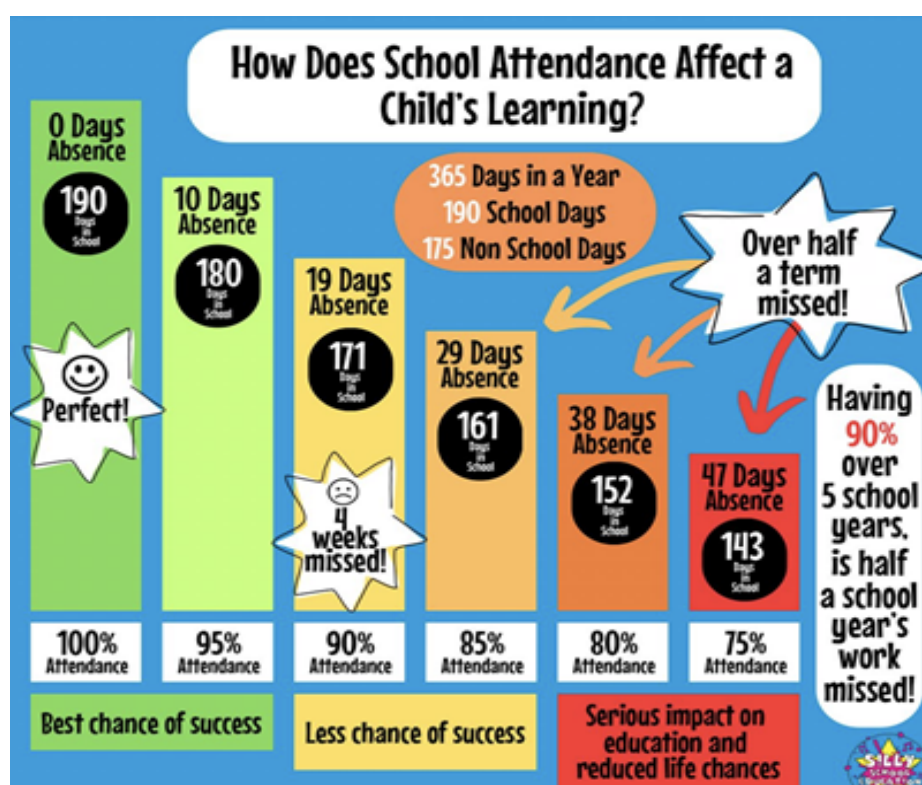 How Does School Attendance Affect a
Child's Learning?
365 Days in a Year
190 School Days
175 Non School Days
0 Days
Absence
190
Days
in
School
Perfect!
10 Days
Absence
180
Days
in
School
19 Days
Absence
171
Days
in
School
4
weeks
missed!
29 Days
Absence
161
Days
in
School
38 Days
Absence
152
Days
in
School
47 Days
Absence
143
Days
in
School
Over half
a term
missed!
Having
90%
over
5 school
years,
is half
a school
year's
work
missed!
100%
Attendance
95%
Attendance
90%
Attendance
85%
Attendance
80%
Attendance
75%
Attendance
Best chance of success
Less chance of success
Serious impact on
education and
reduced life chances
SILLY
SCHOOL
EDUCATION